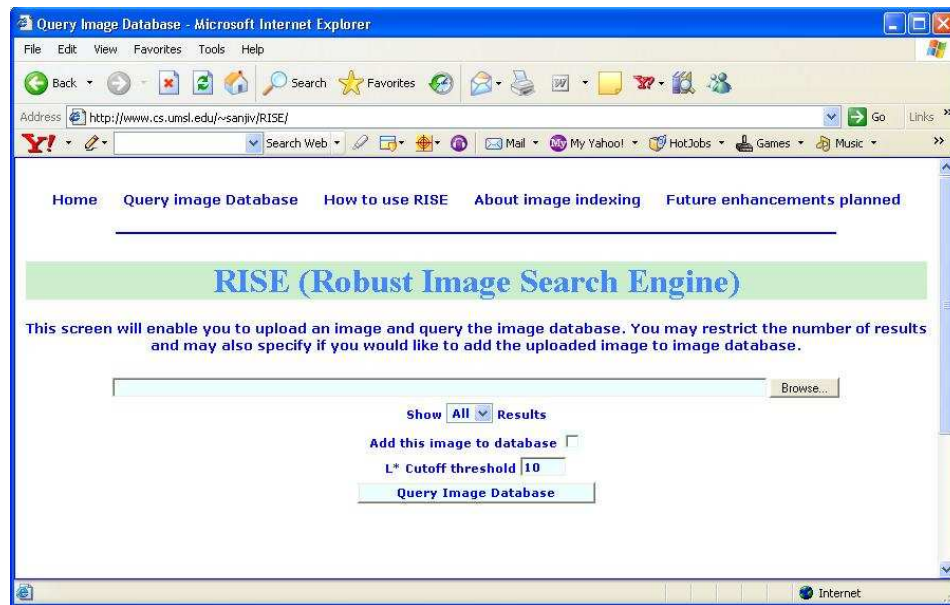 Query Image Database - Microsoft Internet Explorer
File Edit View Favorites Tools Help
Back Search Favorites
Address http://www.cs.umsl.edu/~sanjiv/RISE/ Go Links »
Y! Search Web Mail My Yahoo! HotJobs Games Music »
Home Query image Database How to use RISE About image indexing Future enhancements planned
RISE (Robust Image Search Engine)
This screen will enable you to upload an image and query the image database. You may restrict the number of results
and may also specify if you would like to add the uploaded image to image database.
Browse...
Show All Results
Add this image to database
L* Cutoff threshold 10
Query Image Database
Internet